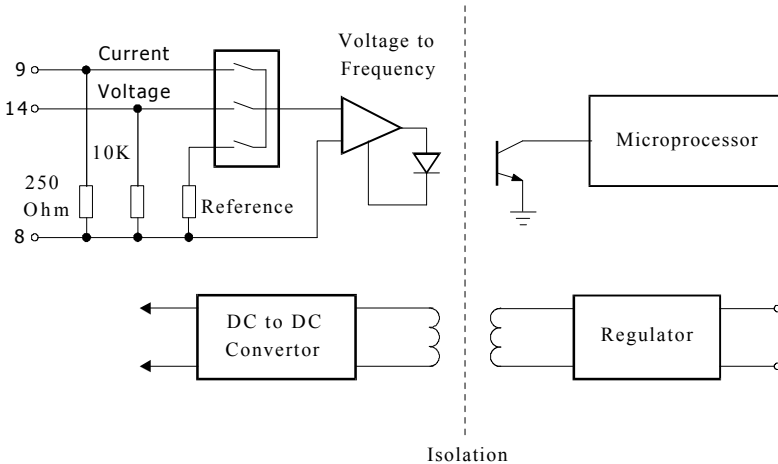 Voltage to
Frequency
9
Current
14
Voltage
Microprocessor
10K
250
Ohm
Reference
8
DC to DC
Convertor
Regulator
Isolation